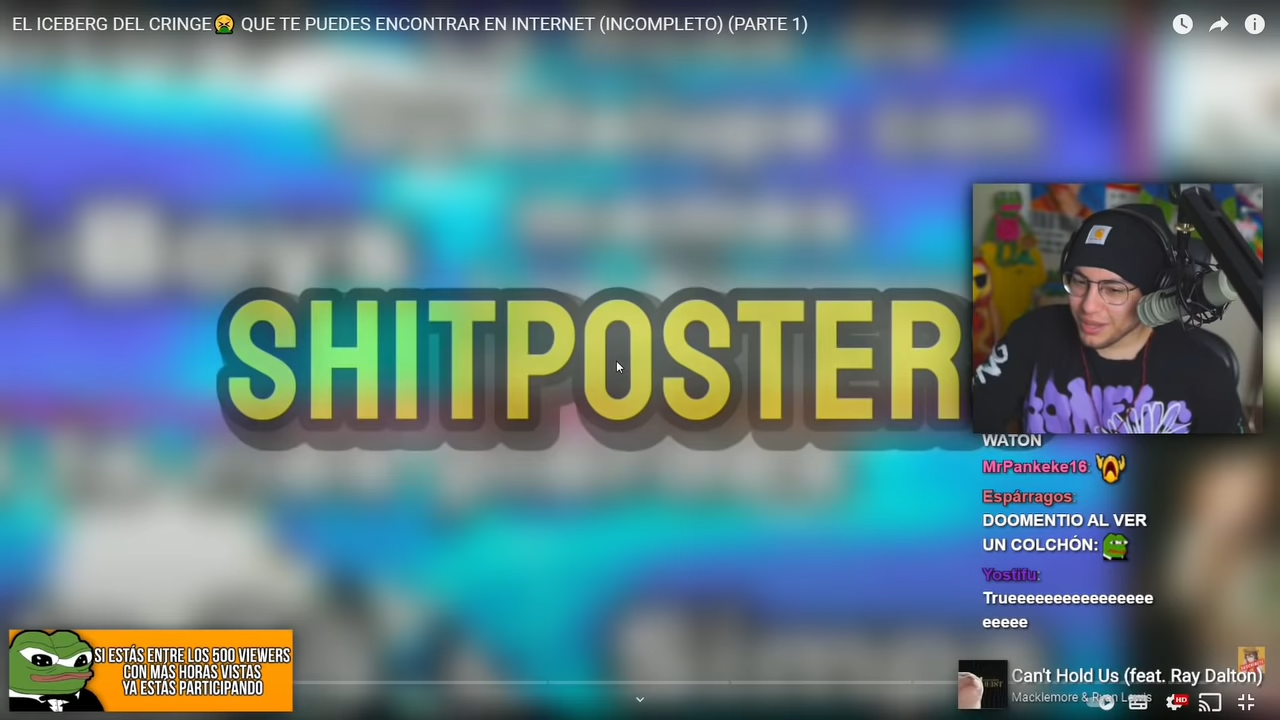 EL ICEBERG DEL CRINGE🤮 QUE TE PUEDES ENCONTRAR EN INTERNET (INCOMPLETO) (PARTE 1)
SHITPOSTER
WATON
MrPankeke16:
Espárragos:
DOOMENTIO AL VER
UN COLCHÓN:
Yostifu:
Trueeeeeeeeeeeeeeee
eeeee
SI ESTÁS ENTRE LOS 500 VIEWERS
CON MÁS HORAS VISTAS
YA ESTÁS PARTICIPANDO
Can't Hold Us (feat. Ray Dalton)
Macklemore & Ryan Lewis
HD